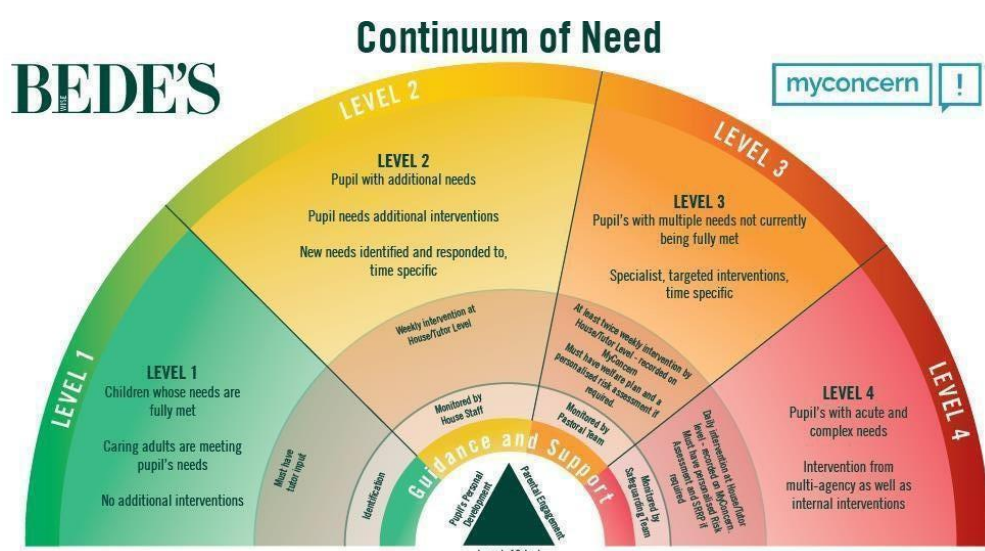 Continuum of Need
BEDE'S
WISE
myconcern !
LEVEL 1
LEVEL 2
LEVEL 3
LEVEL 4
LEVEL 1
Children whose needs are
fully met
Caring adults are meeting
pupil's needs
No additional interventions
LEVEL 2
Pupil with additional needs
Pupil needs additional interventions
New needs identified and responded to,
time specific
LEVEL 3
Pupil's with multiple needs not currently
being fully met
Specialist, targeted interventions,
time specific
LEVEL 4
Pupil's with acute and
complex needs
Intervention from
multi-agency as well as
internal interventions
Must have
tutor input
Weekly intervention at
House/Tutor Level
At least twice weekly intervention by
House/Tutor Level - recorded on
MyConcern
Must have welfare plan and a
personalised risk assessment if
required.
Daily intervention at House/Tutor
level - recorded on MyConcern.
Must have personalised Risk
Assessment and SRRP if
required
Identification
Monitored by
House Staff
Monitored by
Pastoral Team
Monitored by
Safeguarding Team
Guidance and Support
Pupil's Personal
Development
Parental Engagement